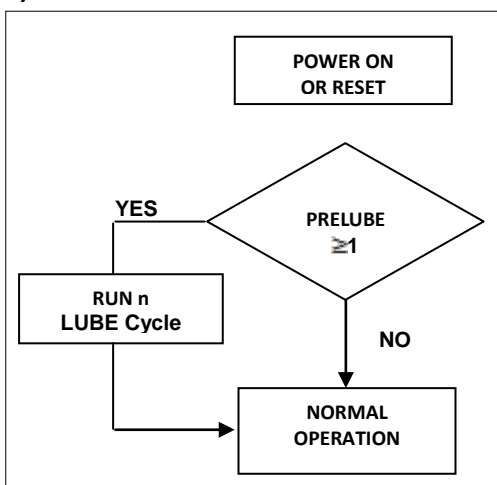 POWER ON
OR RESET
YES
PRELUBE
≥1
RUN n
LUBE Cycle
NO
NORMAL
OPERATION